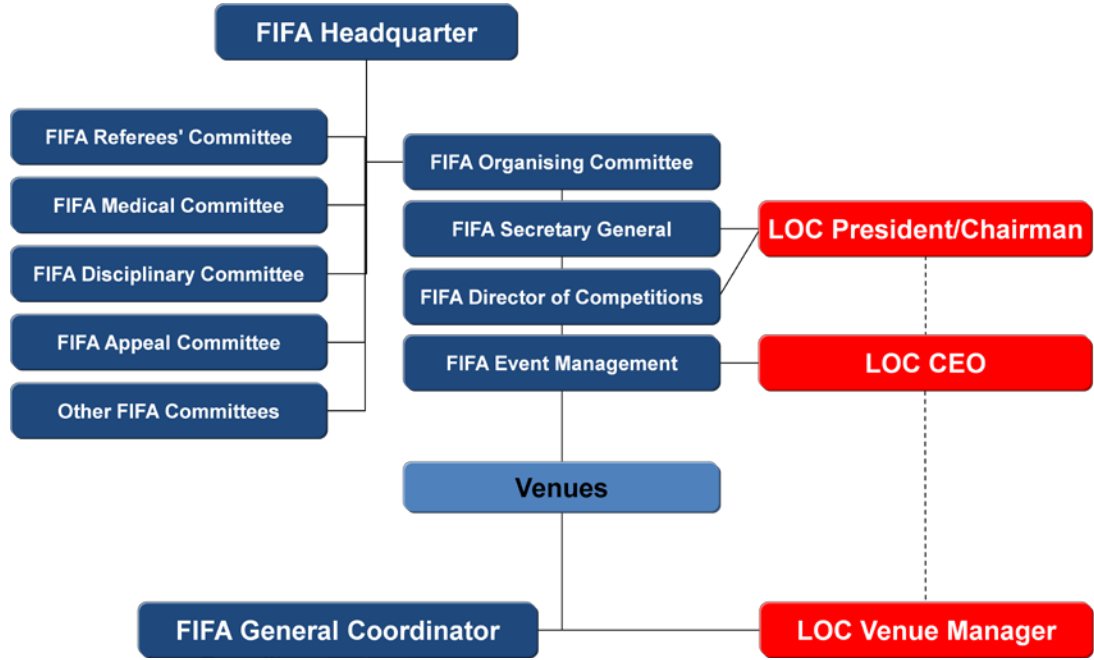 FIFA Headquarter
FIFA Referees' Committee
FIFA Medical Committee
FIFA Disciplinary Committee
FIFA Appeal Committee
Other FIFA Committees
FIFA Organising Committee
FIFA Secretary General
FIFA Director of Competitions
FIFA Event Management
LOC President/Chairman
LOC CEO
Venues
FIFA General Coordinator
LOC Venue Manager